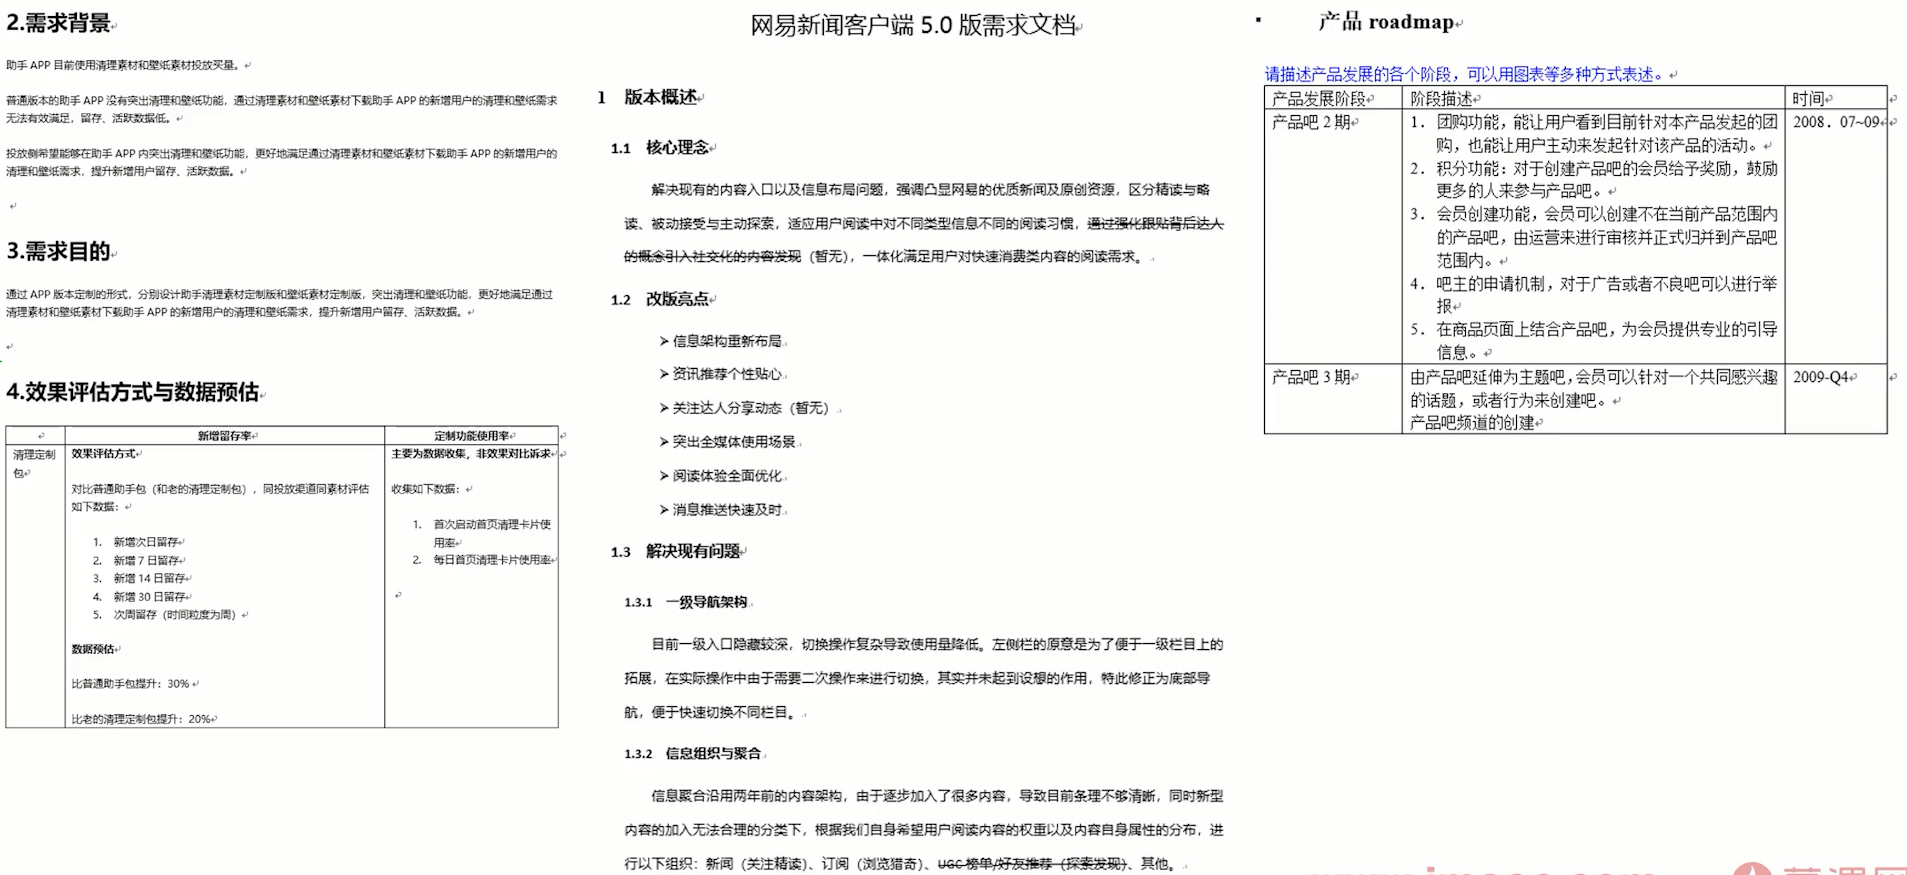 2.需求背景
助手 APP 目前使用清理素材和壁纸素材投放买量。
普通版本的助手 APP 没有突出清理和壁纸功能，通过清理素材和壁纸素材下载助手 APP 的新增用户的清理和壁纸需求
无法有效满足，留存、活跃数据低。
投放侧希望能够在助手 APP 内突出清理和壁纸功能，更好地满足通过清理素材和壁纸素材下载助手 APP 的新增用户的
清理和壁纸需求，提升新增用户留存、活跃数据。
3.需求目的
通过 APP 版本定制的形式，分别设计助手清理素材定制版和壁纸素材定制版，突出清理和壁纸功能，更好地满足通过
清理素材和壁纸素材下载助手 APP 的新增用户的清理和壁纸需求，提升新增用户留存、活跃数据。
4.效果评估方式与数据预估
新增留存率
定制功能使用率
清理定制
包
效果评估方式
对比普通助手包（和老的清理定制包），同投放渠道同素材评估
如下数据：
1. 新增次日留存
2. 新增 7 日留存
3. 新增 14 日留存
4. 新增 30 日留存
5. 次周留存（时间粒度为周）
数据预估
比普通助手包提升：30%
比老的清理定制包提升：20%
主要为数据收集，非效果对比诉求
收集如下数据：
1. 首次启动首页清理卡片使
用率
2. 每日首页清理卡片使用率
网易新闻客户端 5.0 版需求文档
1 版本概述
1.1 核心理念
解决现有的内容入口以及信息布局问题，强调凸显网易的优质新闻及原创资源，区分精读与略
读、被动接受与主动探索，适应用户阅读中对不同类型信息不同的阅读习惯，通过强化跟贴背后达人
的概念引入社交化的内容发现（暂无），一体化满足用户对快速消费类内容的阅读需求。
1.2 改版亮点
➢ 信息架构重新布局
➢ 资讯推荐个性贴心
➢ 关注达人分享动态（暂无）
➢ 突出全媒体使用场景
➢ 阅读体验全面优化
➢ 消息推送快速及时
1.3 解决现有问题
1.3.1 一级导航架构
目前一级入口隐藏较深，切换操作复杂导致使用量降低。左侧栏的原意是为了便于一级栏目上的
拓展，在实际操作中由于需要二次操作来进行切换，其实并未起到设想的作用，特此修正为底部导
航，便于快速切换不同栏目。
1.3.2 信息组织与聚合
信息聚合沿用两年前的内容架构，由于逐步加入了很多内容，导致目前条理不够清晰，同时新型
内容的加入无法合理的分类下，根据我们自身希望用户阅读内容的权重以及内容自身属性的分布，进
行以下组织：新闻（关注精读）、订阅（浏览猎奇）、UGC 榜单/好友推荐（探索发现）、其他。
▪ 产品 roadmap
请描述产品发展的各个阶段，可以用图表等多种方式表述。
产品发展阶段
阶段描述
时间
产品吧 2 期
1. 团购功能，能让用户看到目前针对本产品发起的团
购，也能让用户主动来发起针对该产品的活动。
2. 积分功能：对于创建产品吧的会员给予奖励，鼓励
更多的人来参与产品吧。
3. 会员创建功能，会员可以创建不在当前产品范围内
的产品吧，由运营来进行审核并正式归并到产品吧
范围内。
4. 吧主的申请机制，对于广告或者不良吧可以进行举
报
5. 在商品页面上结合产品吧，为会员提供专业的引导
信息。
2008．07~09
产品吧 3 期
由产品吧延伸为主题吧，会员可以针对一个共同感兴趣
的话题，或者行为来创建吧。
产品吧频道的创建
2009-Q4